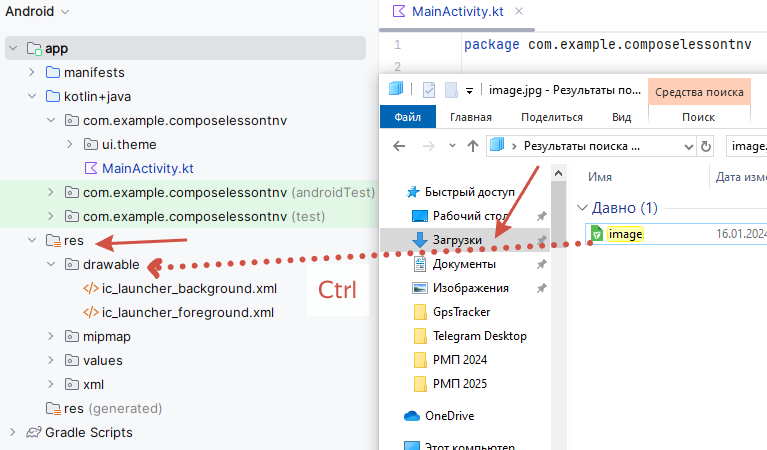 Android
app
manifests
kotlin+java
com.example.composelessontnv
ui.theme
MainActivity.kt
com.example.composelessontnv (androidTest)
com.example.composelessontnv (test)
res
drawable
ic_launcher_background.xml
ic_launcher_foreground.xml
mipmap
values
xml
res (generated)
Gradle Scripts
Ctrl
MainActivity.kt
1 package com.example.composelessontnv
2
image.jpg - Результаты по...
Средства поиска
Файл Главная Поделиться Вид Поиск
Результаты поиска ...
image.
Быстрый доступ
Рабочий стол
Загрузки
Документы
Изображения
GpsTracker
Telegram Desktop
РМП 2024
РМП 2025
OneDrive
Этот компьютер
Имя Дата изме
Давно (1)
image 16.01.2024